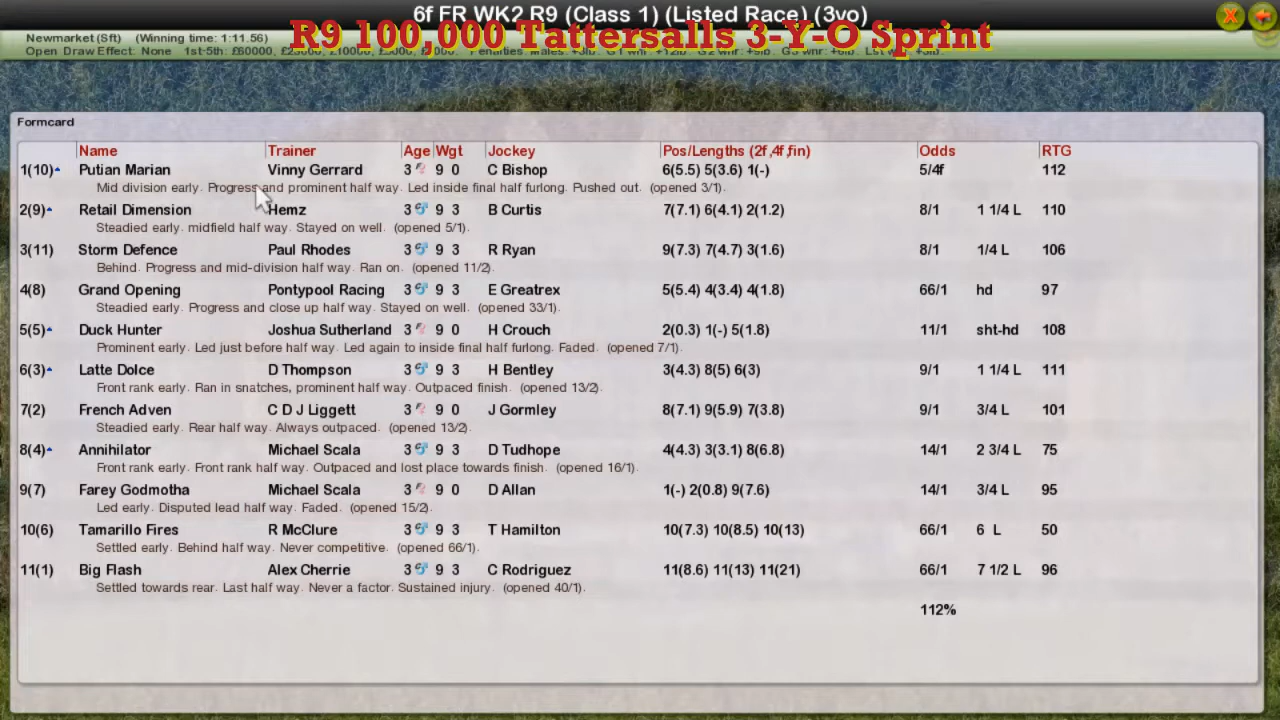 6f FR WK2 R9 (Class 1) (Listed Race) (3vo)
R9 100,000 Tattersalls 3-Y-O Sprint
Newmarket (Sft) (Winning time: 1:11.56)
Open Draw Effect: None 1st-5th: £60000,
Formcard
Name Trainer Age Wgt Jockey Pos/Lengths (2f,4f,fin) Odds RTG
1(10) Putian Marian Vinny Gerrard 3 9 0 C Bishop 6(5.5) 5(3.6) 1(-) 5/4f 112
Mid division early. Progress and prominent half way. Led inside final half furlong. Pushed out. (opened 3/1).
2(9) Retail Dimension Hemz 3 9 3 B Curtis 7(7.1) 6(4.1) 2(1.2) 8/1 1 1/4 L 110
Steadied early. midfield half way. Stayed on well. (opened 5/1).
3(11) Storm Defence Paul Rhodes 3 9 3 R Ryan 9(7.3) 7(4.7) 3(1.6) 8/1 1/4 L 106
Behind. Progress and mid-division half way. Ran on. (opened 11/2).
4(8) Grand Opening Pontypool Racing 3 9 3 E Greatrex 5(5.4) 4(3.4) 4(1.8) 66/1 hd 97
Steadied early. Progress and close up half way. Stayed on well. (opened 33/1).
5(5) Duck Hunter Joshua Sutherland 3 9 0 H Crouch 2(0.3) 1(-) 5(1.8) 11/1 sht-hd 108
Prominent early. Led just before half way. Led again to inside final half furlong. Faded. (opened 7/1).
6(3) Latte Dolce D Thompson 3 9 3 H Bentley 3(4.3) 8(5) 6(3) 9/1 1 1/4 L 111
Front rank early. Ran in snatches, prominent half way. Outpaced finish. (opened 13/2).
7(2) French Adven C D J Liggett 3 9 0 J Gormley 8(7.1) 9(5.9) 7(3.8) 9/1 3/4 L 101
Steadied early. Rear half way. Always outpaced. (opened 13/2).
8(4) Annihilator Michael Scala 3 9 3 D Tudhope 4(4.3) 3(3.1) 8(6.8) 14/1 2 3/4 L 75
Front rank early. Front rank half way. Outpaced and lost place towards finish. (opened 16/1).
9(7) Farey Godmotha Michael Scala 3 9 0 D Allan 1(-) 2(0.8) 9(7.6) 14/1 3/4 L 95
Led early. Disputed lead half way. Faded. (opened 15/2).
10(6) Tamarillo Fires R McClure 3 9 3 T Hamilton 10(7.3) 10(8.5) 10(13) 66/1 6 L 50
Settled early. Behind half way. Never competitive. (opened 66/1).
11(1) Big Flash Alex Cherrie 3 9 3 C Rodriguez 11(8.6) 11(13) 11(21) 66/1 7 1/2 L 96
Settled towards rear. Last half way. Never a factor. Sustained injury. (opened 40/1).
112%